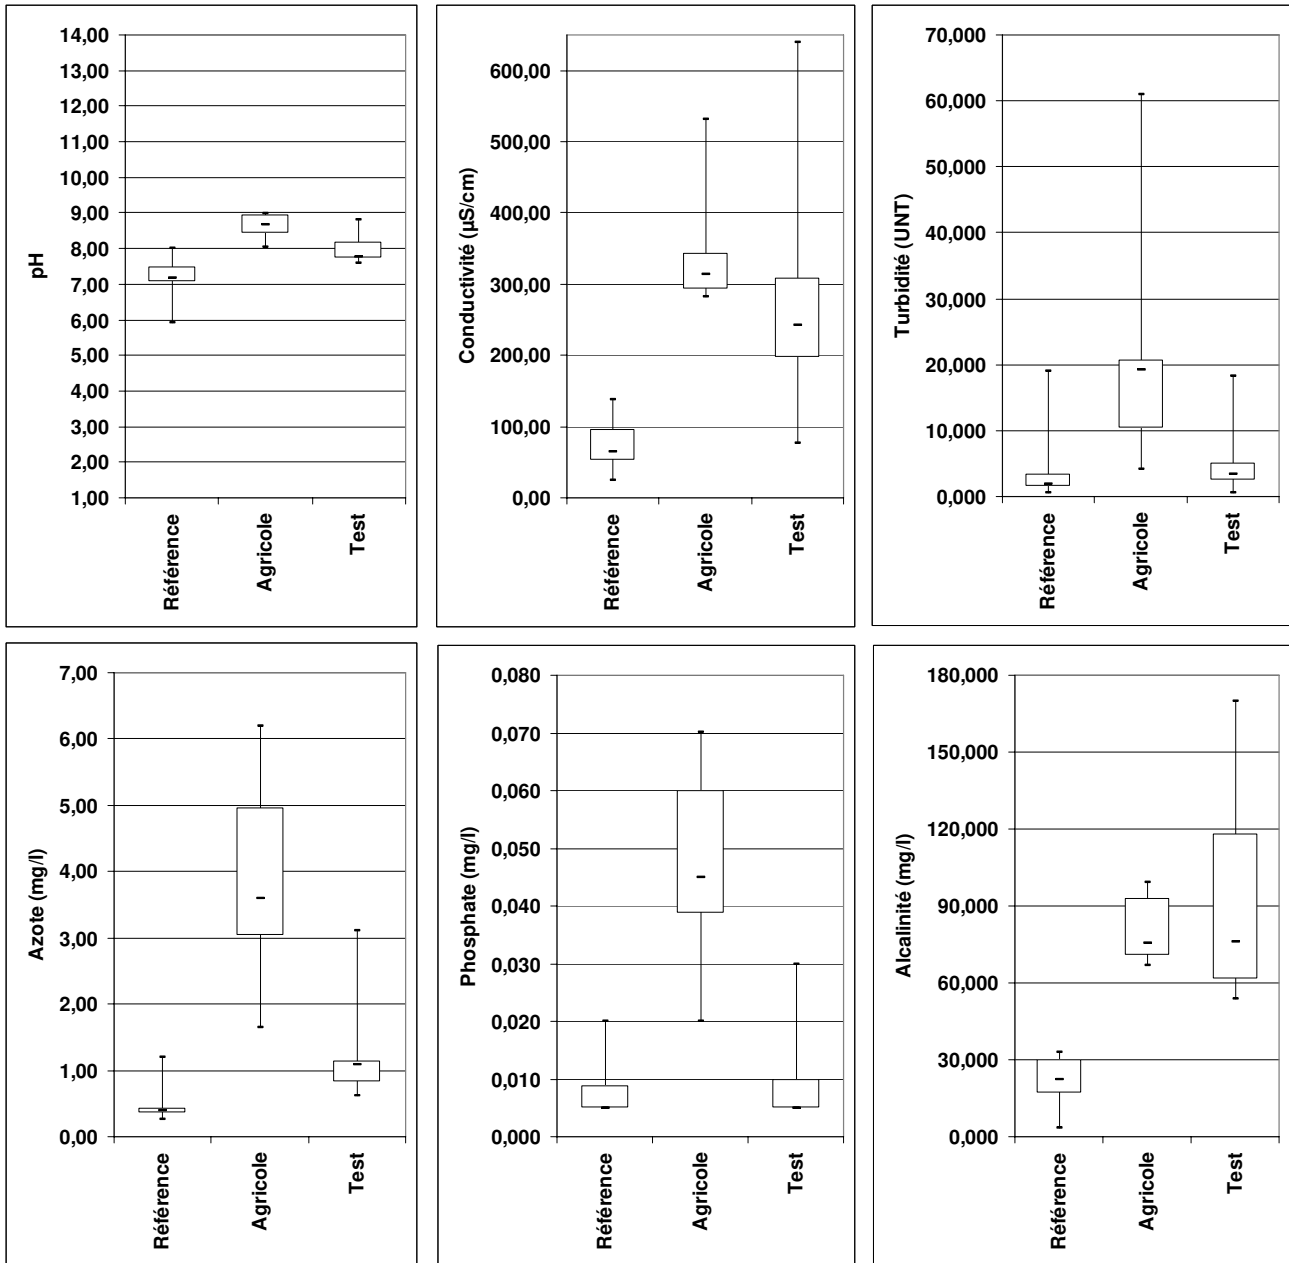 pH
14,00
13,00
12,00
11,00
10,00
9,00
8,00
7,00
6,00
5,00
4,00
3,00
2,00
1,00
Référence
Agricole
Test
Conductivité (µS/cm)
600,00
500,00
400,00
300,00
200,00
100,00
0,00
Référence
Agricole
Test
Turbidité (UNT)
70,000
60,000
50,000
40,000
30,000
20,000
10,000
0,000
Référence
Agricole
Test
Azote (mg/l)
7,00
6,00
5,00
4,00
3,00
2,00
1,00
0,00
Référence
Agricole
Test
Phosphate (mg/l)
0,080
0,070
0,060
0,050
0,040
0,030
0,020
0,010
0,000
Référence
Agricole
Test
Alcalinité (mg/l)
180,000
150,000
120,000
90,000
60,000
30,000
0,000
Référence
Agricole
Test